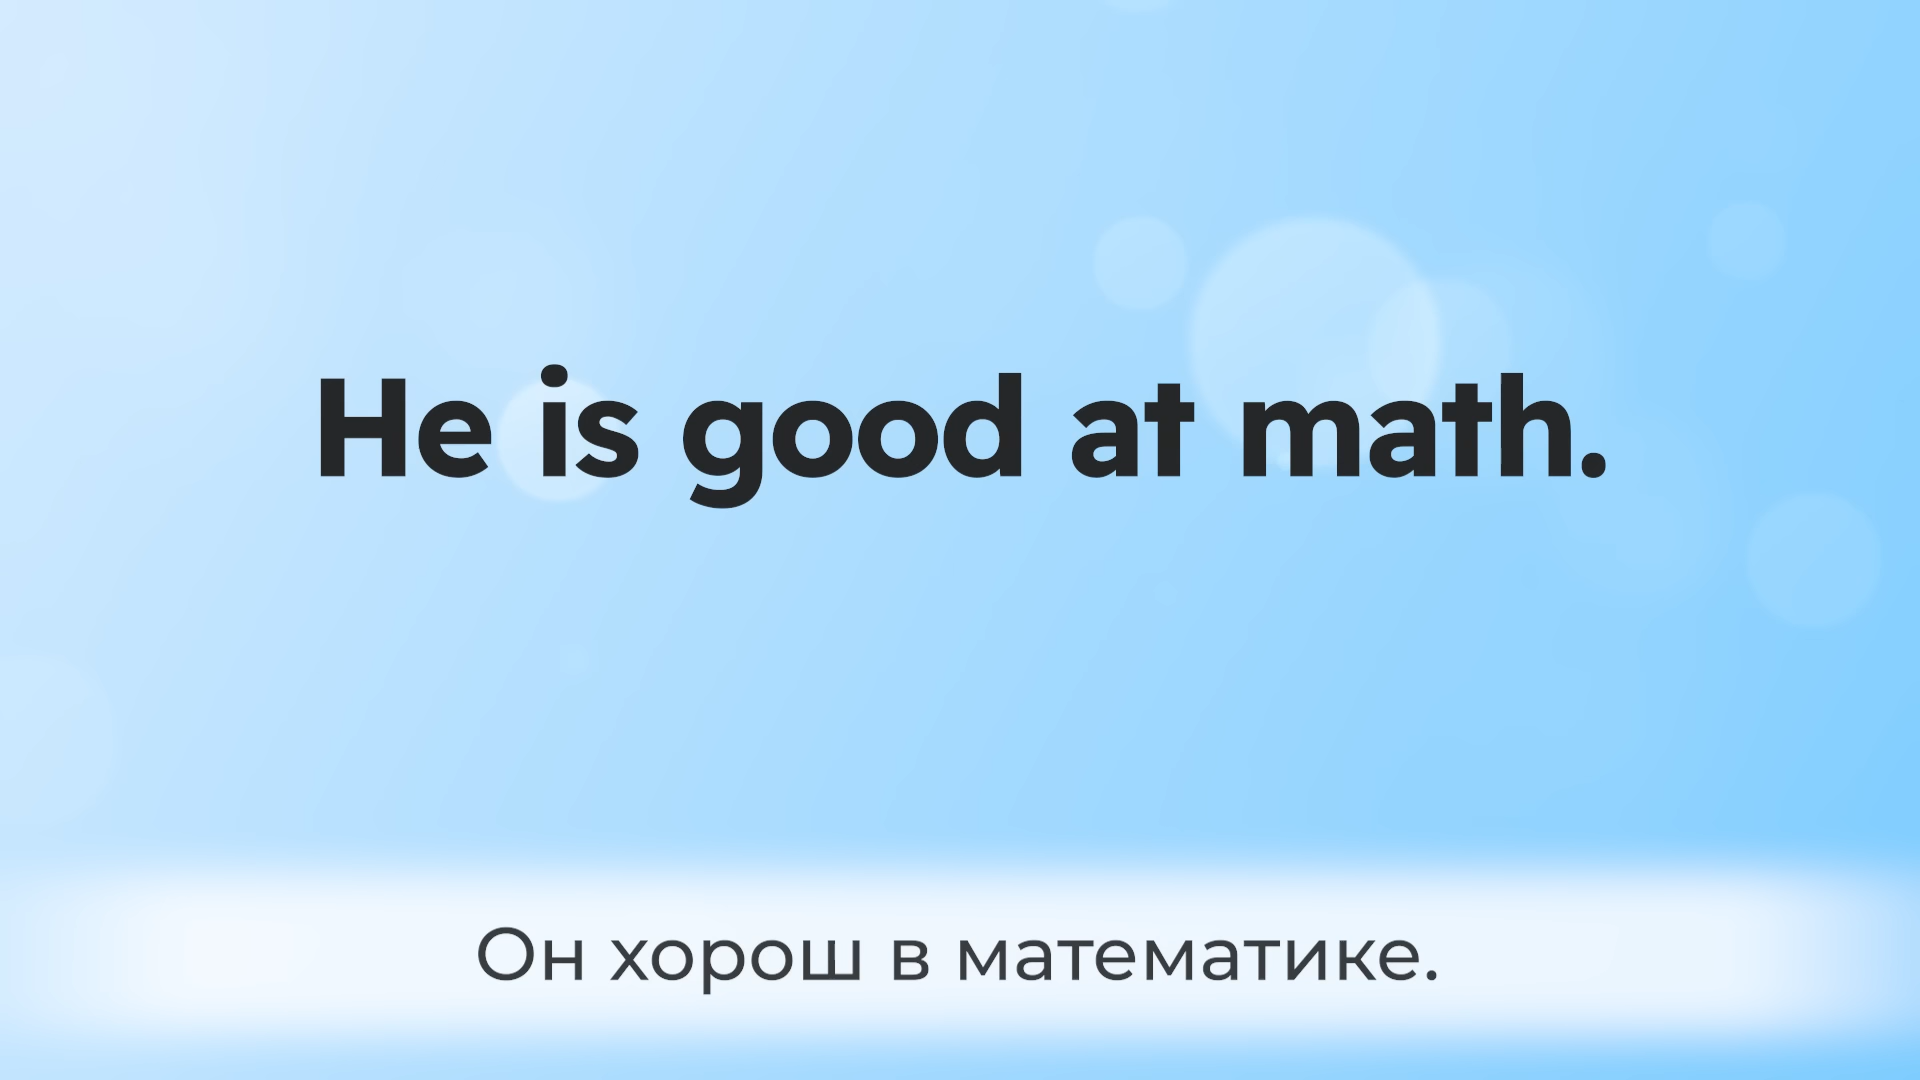 He is good at math.
Он хорош в математике.